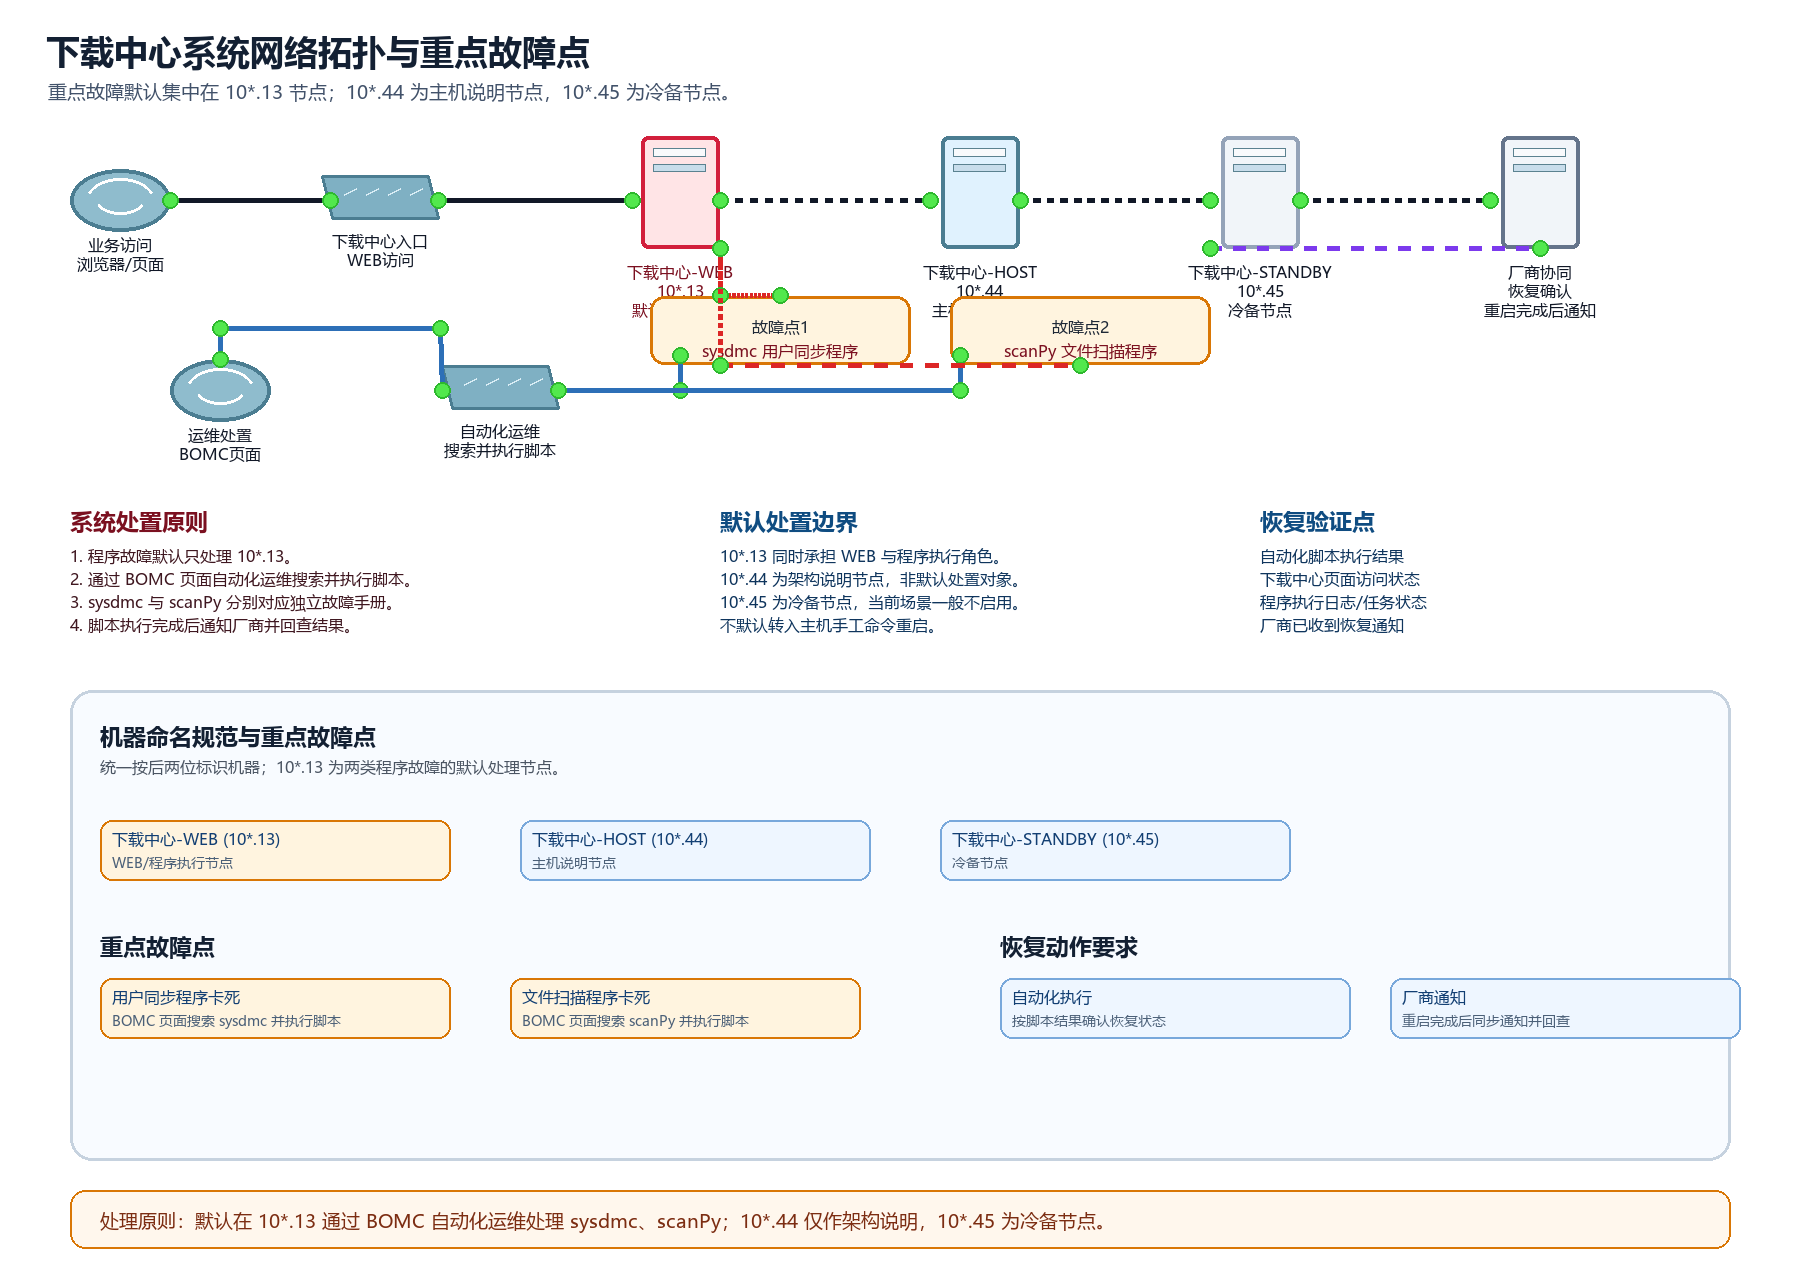 下载中心系统网络拓扑与重点故障点
重点故障默认集中在 10*.13 节点；10*.44 为主机说明节点，10*.45 为冷备节点。
业务访问
浏览器/页面
下载中心入口
WEB访问
下载中心-WEB
10*.13
默
下载中心-HOST
10*.44
主
下载中心-STANDBY
10*.45
冷备节点
厂商协同
恢复确认
重启完成后通知
故障点1
sysdmc 用户同步程序
故障点2
scanPy 文件扫描程序
运维处置
BOMC页面
自动化运维
搜索并执行脚本
系统处置原则
1. 程序故障默认只处理 10*.13。
2. 通过 BOMC 页面自动化运维搜索并执行脚本。
3. sysdmc 与 scanPy 分别对应独立故障手册。
4. 脚本执行完成后通知厂商并回查结果。
默认处置边界
10*.13 同时承担 WEB 与程序执行角色。
10*.44 为架构说明节点，非默认处置对象。
10*.45 为冷备节点，当前场景一般不启用。
不默认转入主机手工命令重启。
恢复验证点
自动化脚本执行结果
下载中心页面访问状态
程序执行日志/任务状态
厂商已收到恢复通知
机器命名规范与重点故障点
统一按后两位标识机器；10*.13 为两类程序故障的默认处理节点。
下载中心-WEB (10*.13)
WEB/程序执行节点
下载中心-HOST (10*.44)
主机说明节点
下载中心-STANDBY (10*.45)
冷备节点
重点故障点
用户同步程序卡死
BOMC 页面搜索 sysdmc 并执行脚本
文件扫描程序卡死
BOMC 页面搜索 scanPy 并执行脚本
恢复动作要求
自动化执行
按脚本结果确认恢复状态
厂商通知
重启完成后同步通知并回查
处理原则：默认在 10*.13 通过 BOMC 自动化运维处理 sysdmc、scanPy；10*.44 仅作架构说明，10*.45 为冷备节点。